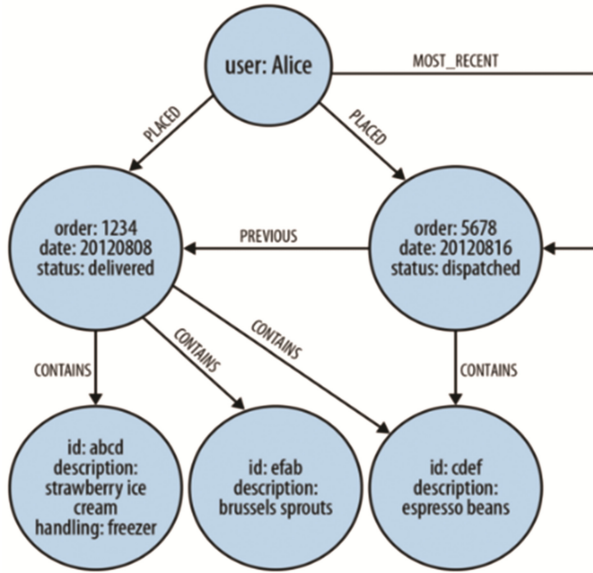 user: Alice
MOST_RECENT
PLACED
PLACED
order: 1234
date: 20120808
status: delivered
PREVIOUS
order: 5678
date: 20120816
status: dispatched
CONTAINS
CONTAINS
CONTAINS
CONTAINS
id: abcd
description:
strawberry ice
cream
handling: freezer
id: efab
description:
brussels sprouts
id: cdef
description:
espresso beans